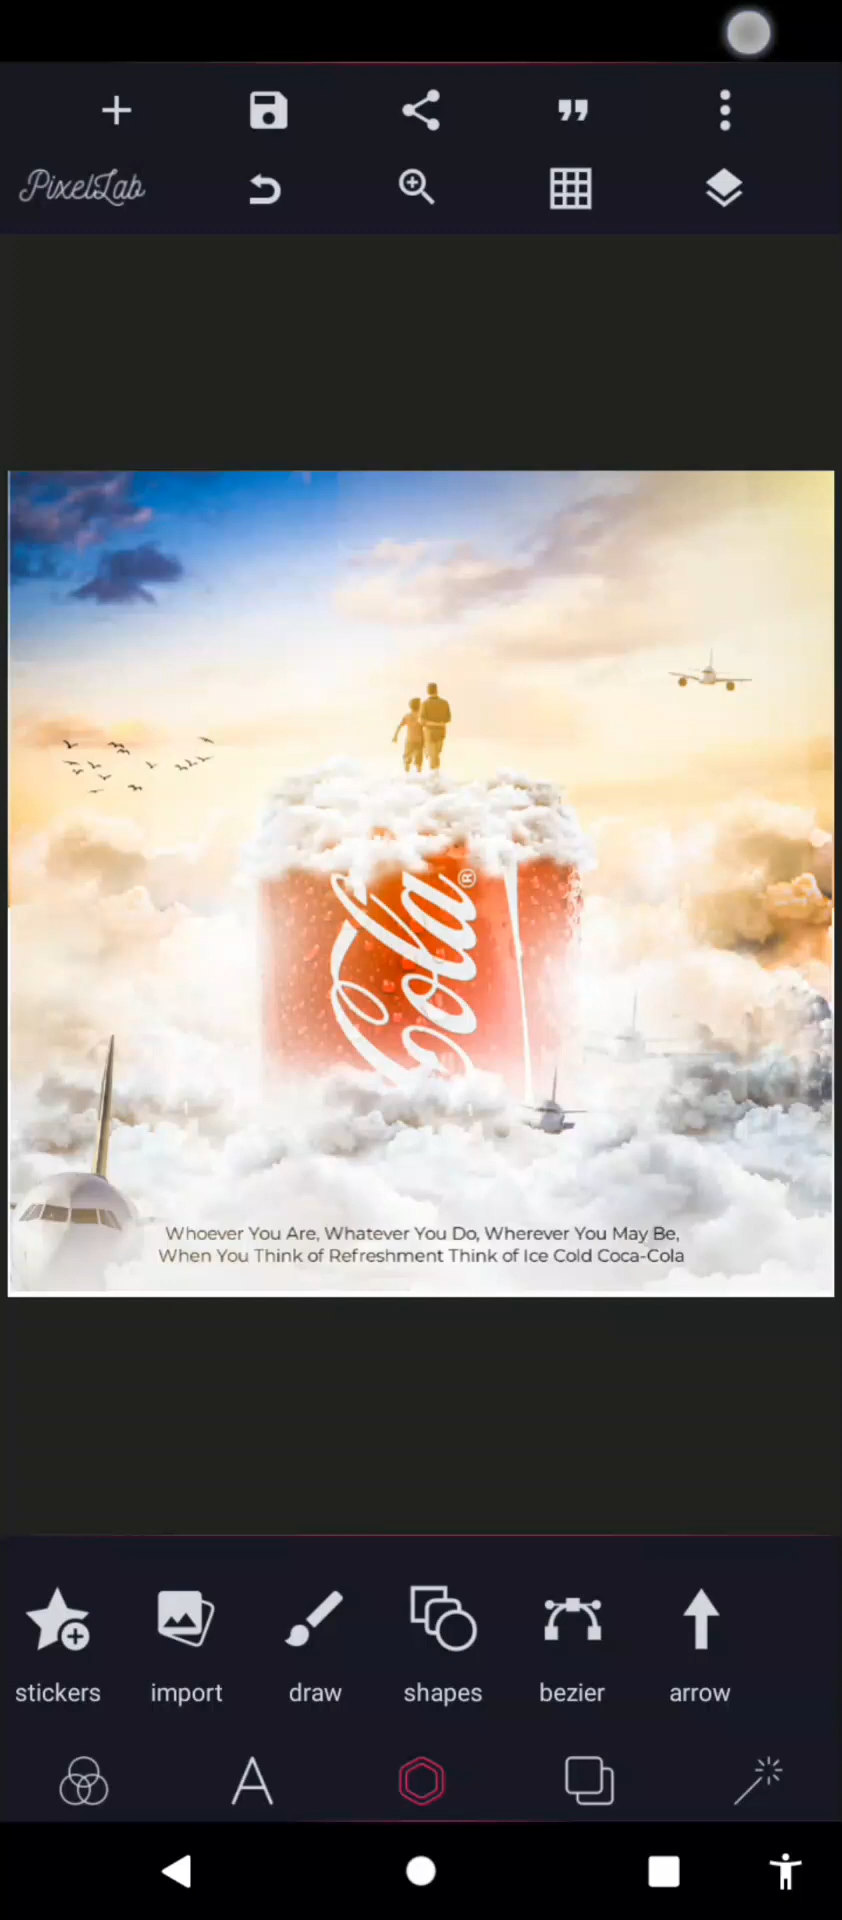 PixelLab
Cola®
Whoever You Are, Whatever You Do, Wherever You May Be,
When You Think of Refreshment Think of Ice Cold Coca-Cola
stickers
import
draw
shapes
bezier
arrow